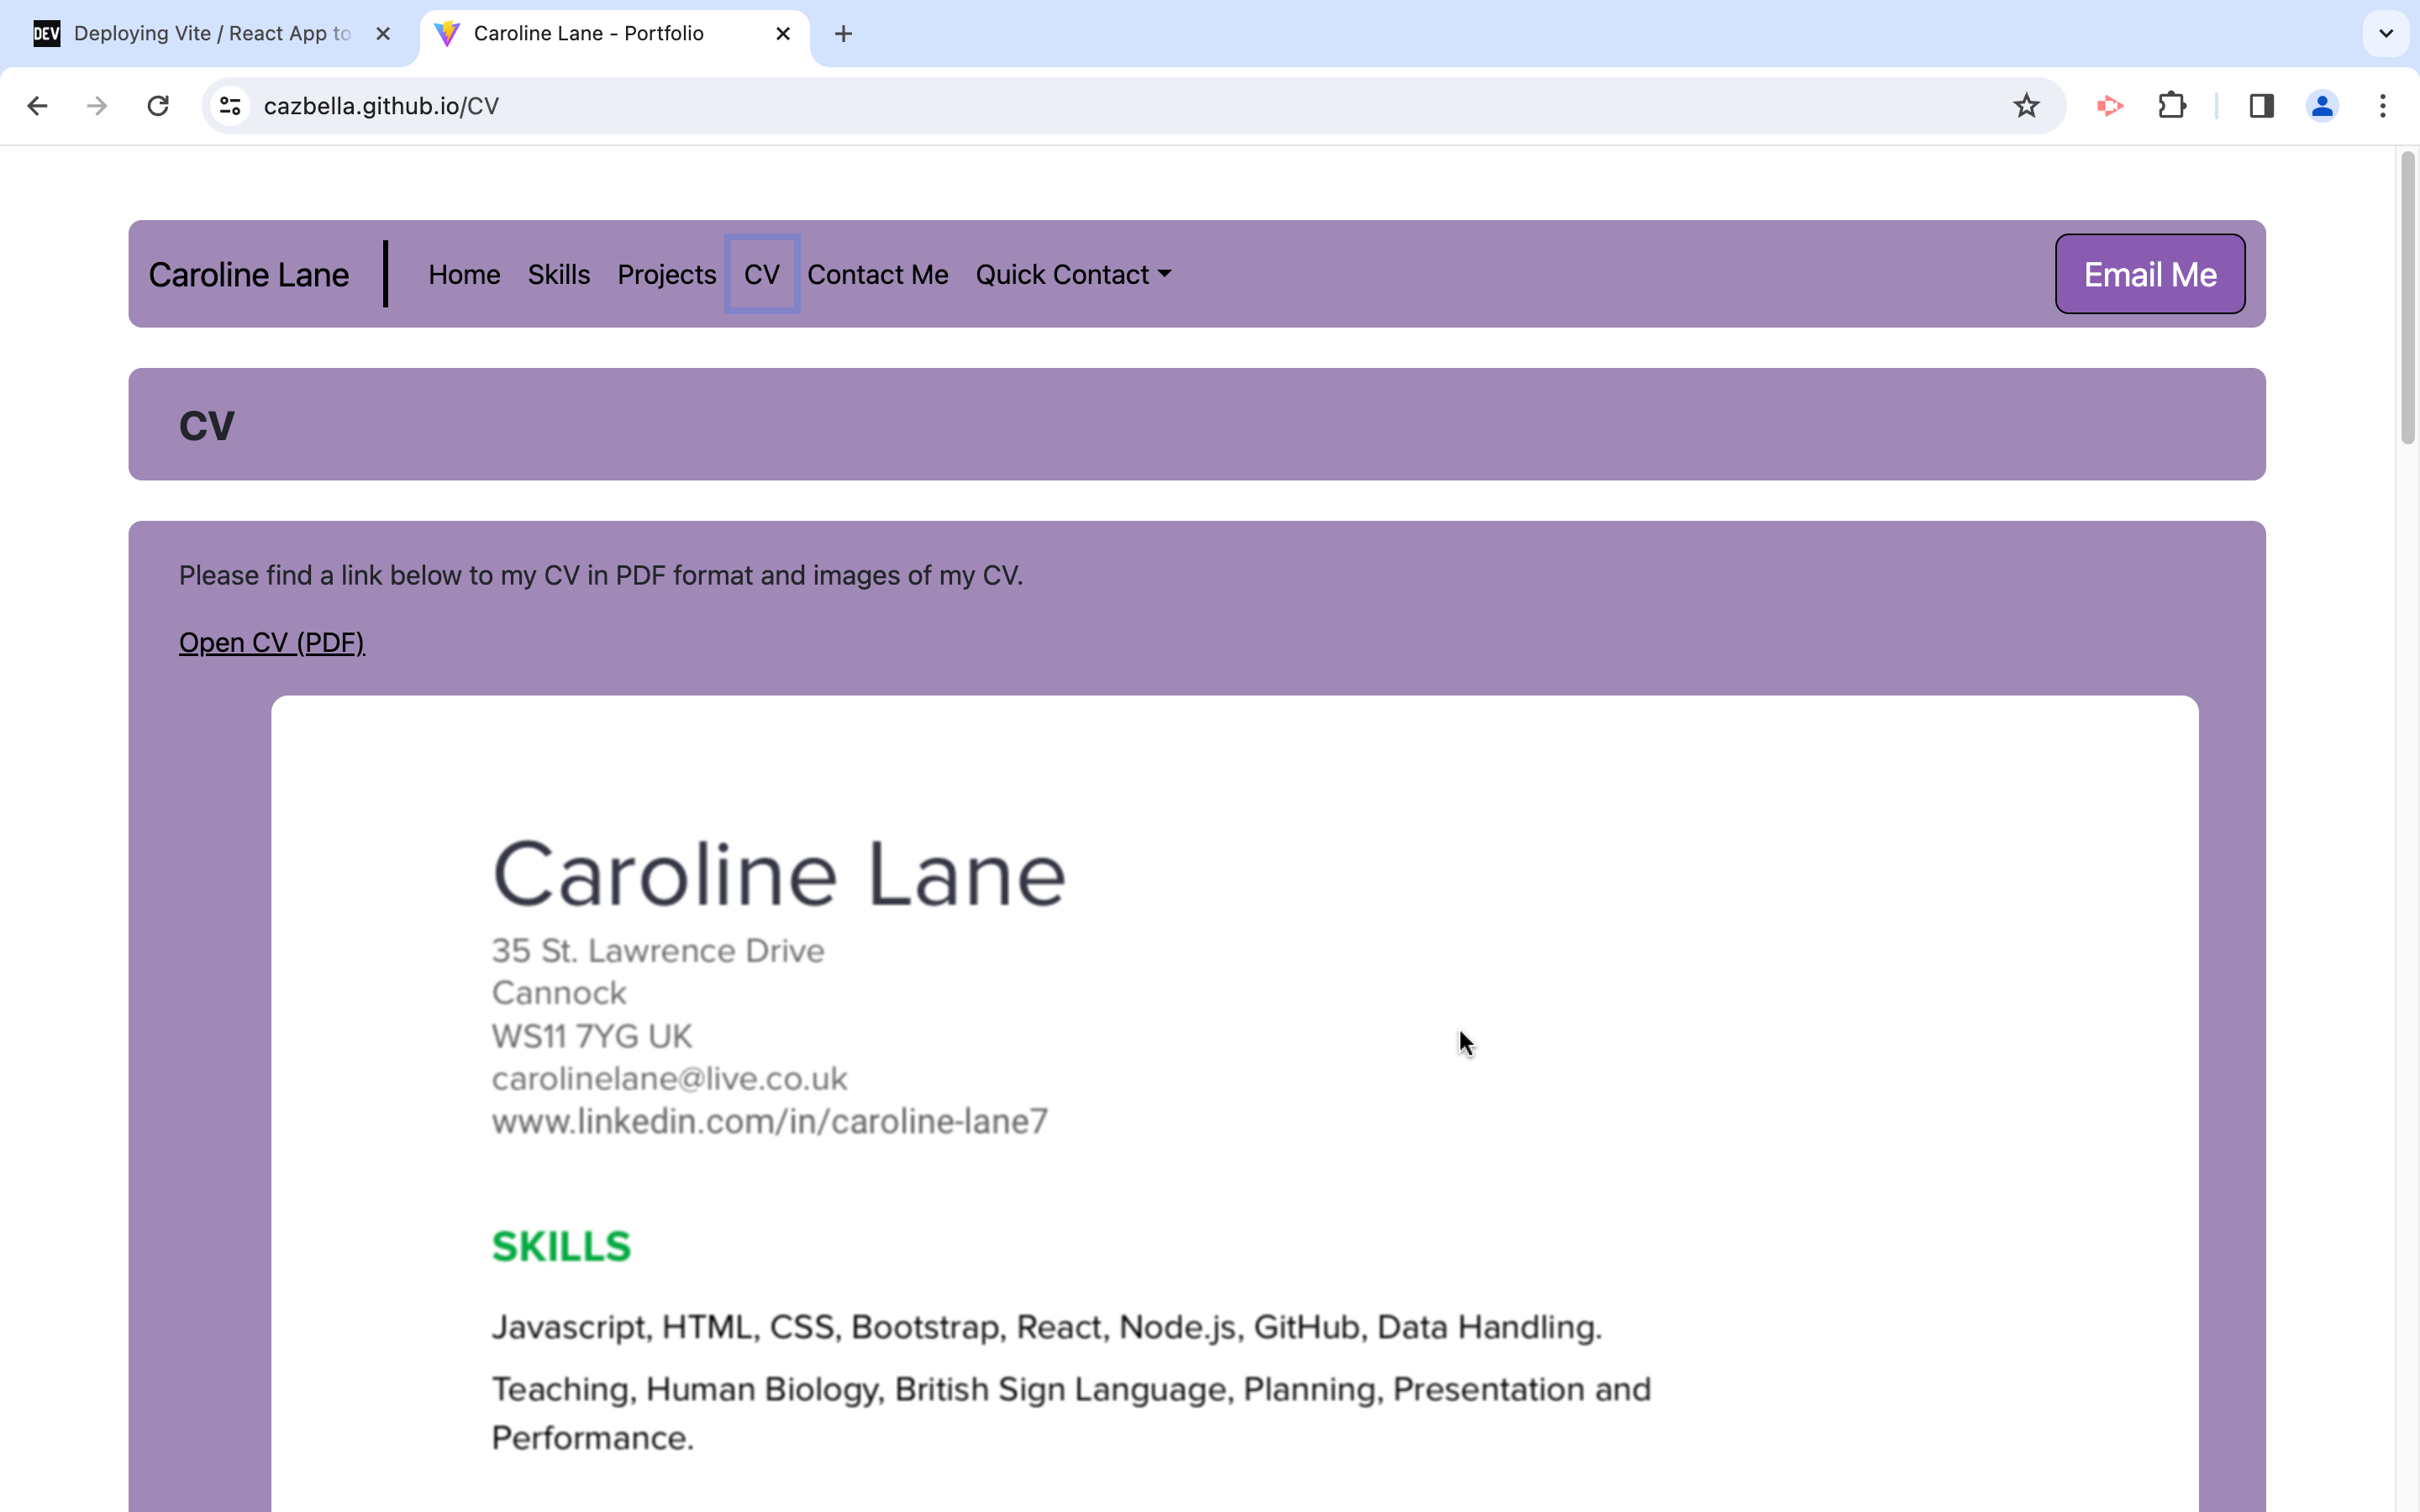 DEV Deploying Vite / React App to
Caroline Lane - Portfolio
cazbella.github.io/CV
Caroline Lane Home Skills Projects CV Contact Me Quick Contact Email Me
CV
Please find a link below to my CV in PDF format and images of my CV.
Open CV (PDF)
Caroline Lane
35 St. Lawrence Drive
Cannock
WS11 7YG UK
carolinelane@live.co.uk
www.linkedin.com/in/caroline-lane7
SKILLS
Javascript, HTML, CSS, Bootstrap, React, Node.js, GitHub, Data Handling.
Teaching, Human Biology, British Sign Language, Planning, Presentation and
Performance.